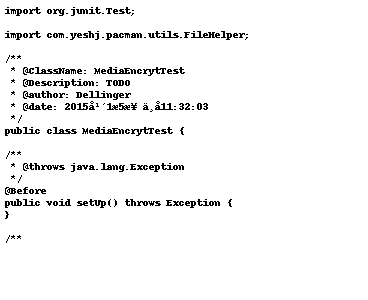 import org.junit.Test;
import com.yeshj.pacman.utils.FileHelper;
/**
 * @ClassName: MediaEncrytTest
 * @Description: TODO
 * @author: Dellinger
 * @date: 2015å¹´1æ5æ¥ ä¸å11:32:03
 */
public class MediaEncrytTest {
/**
 * @throws java.lang.Exception
 */
@Before
public void setUp() throws Exception {
}
/**